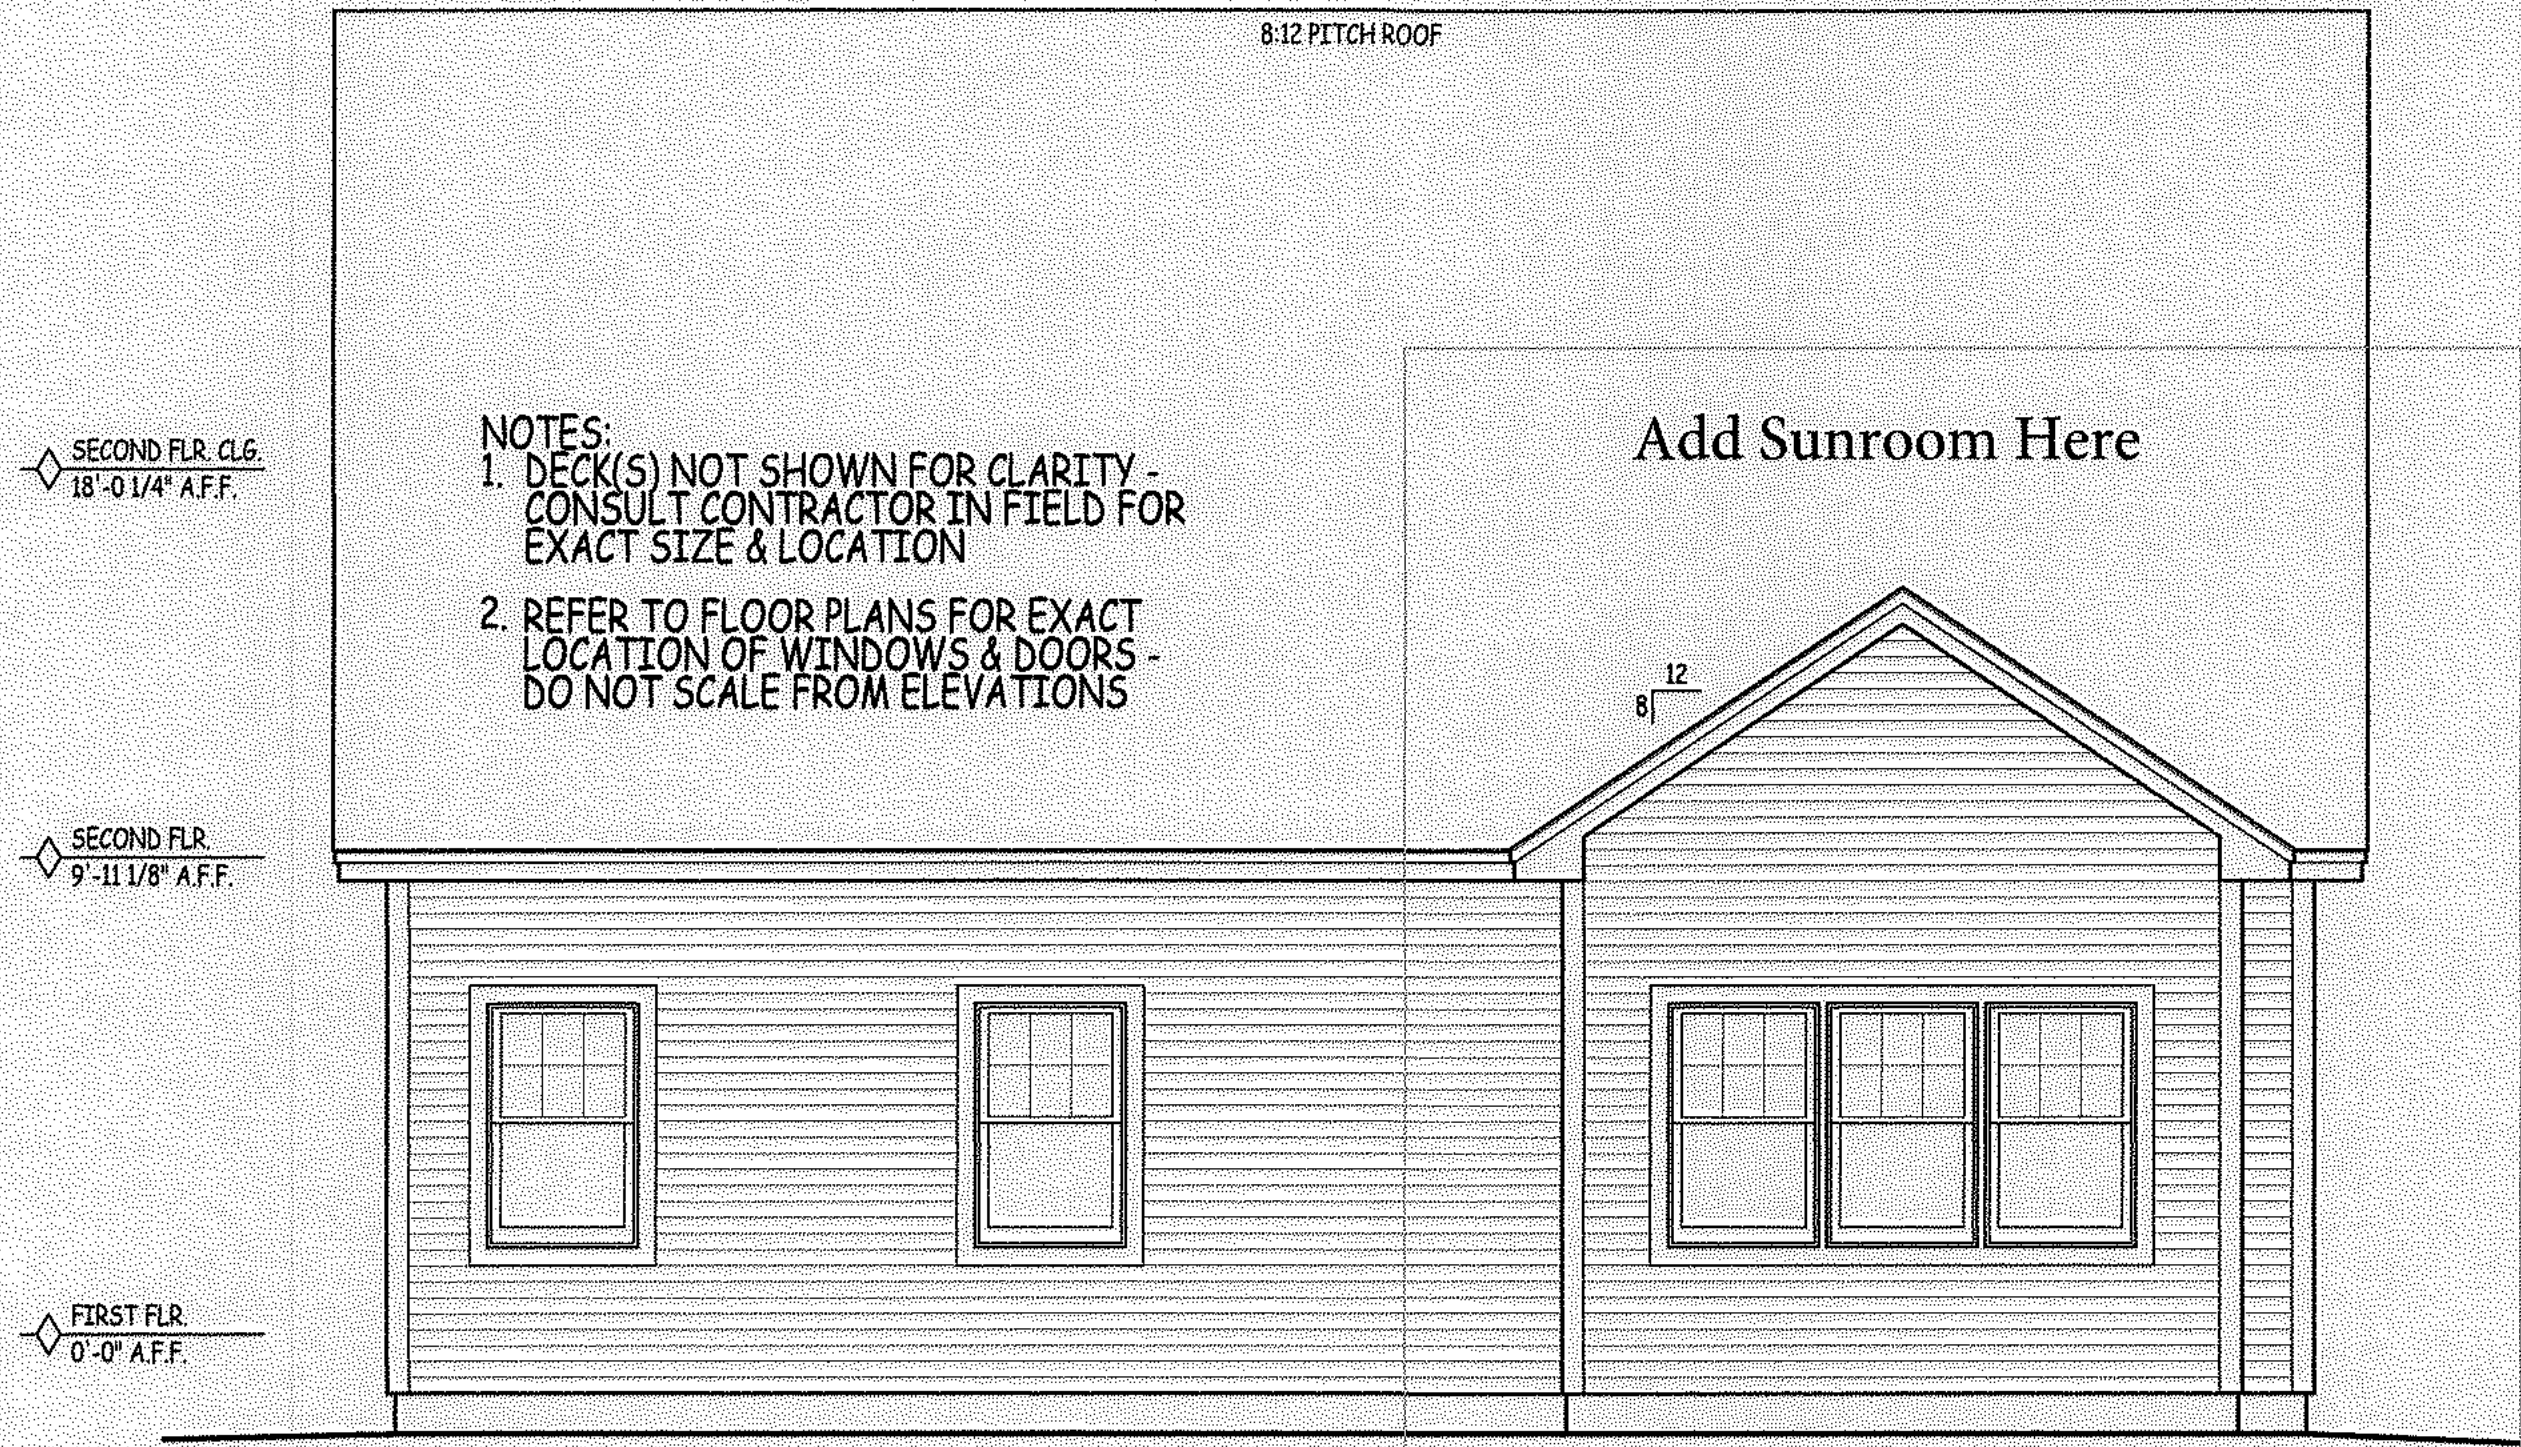 8:12 PITCH ROOF
Add Sunroom Here
NOTES:
1. DECK(S) NOT SHOWN FOR CLARITY -
CONSULT CONTRACTOR IN FIELD FOR
EXACT SIZE & LOCATION
2. REFER TO FLOOR PLANS FOR EXACT
LOCATION OF WINDOWS & DOORS -
DO NOT SCALE FROM ELEVATIONS
SECOND FLR. CLG.
18'-0 1/4" A.F.F.
12
8
SECOND FLR.
9'-11 1/8" A.F.F.
FIRST FLR.
0'-0" A.F.F.